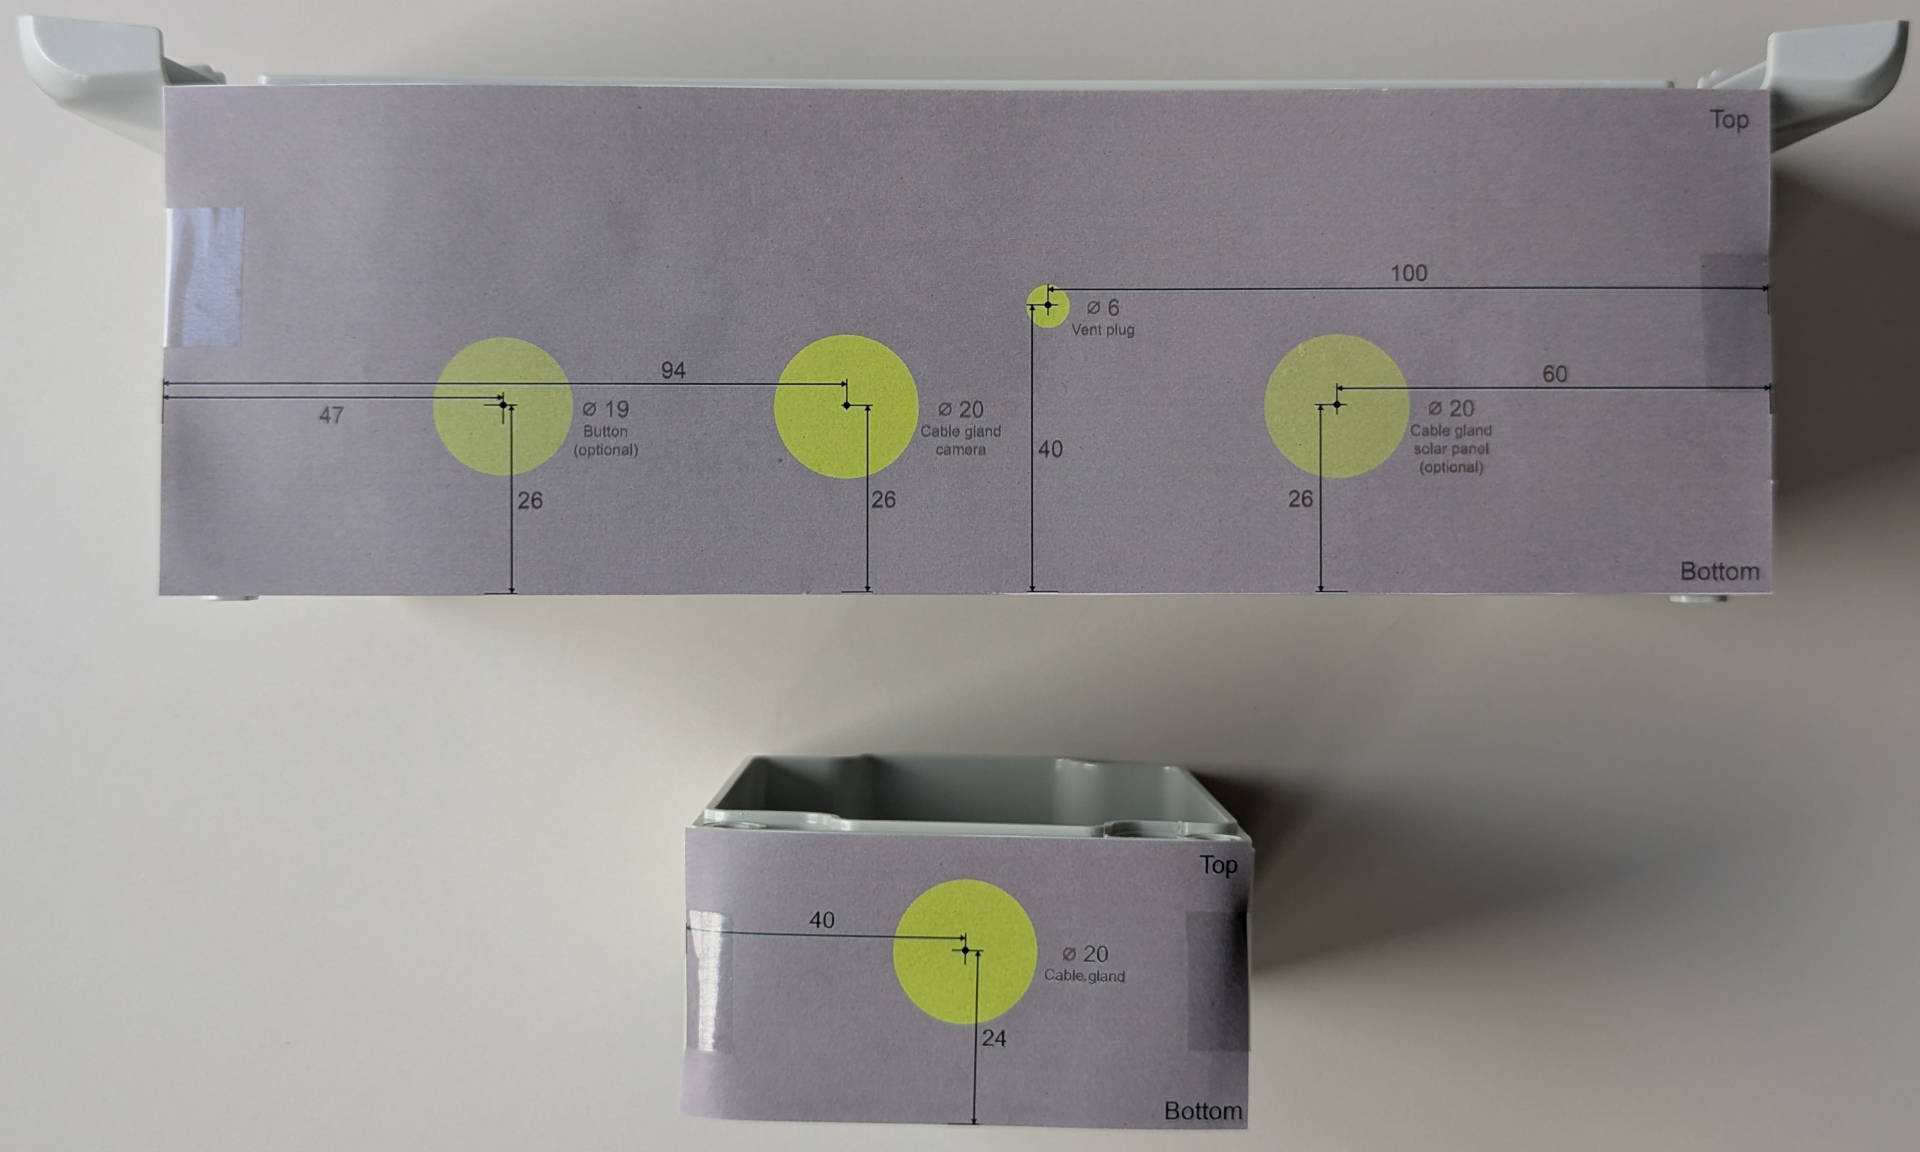 Top
100
⌀ 6
Vent plug
94
60
47
⌀ 19
Button
(optional)
⌀ 20
Cable gland
camera
⌀ 20
Cable gland
solar panel
(optional)
40
26
26
26
Bottom
Top
40
⌀ 20
Cable gland
24
Bottom